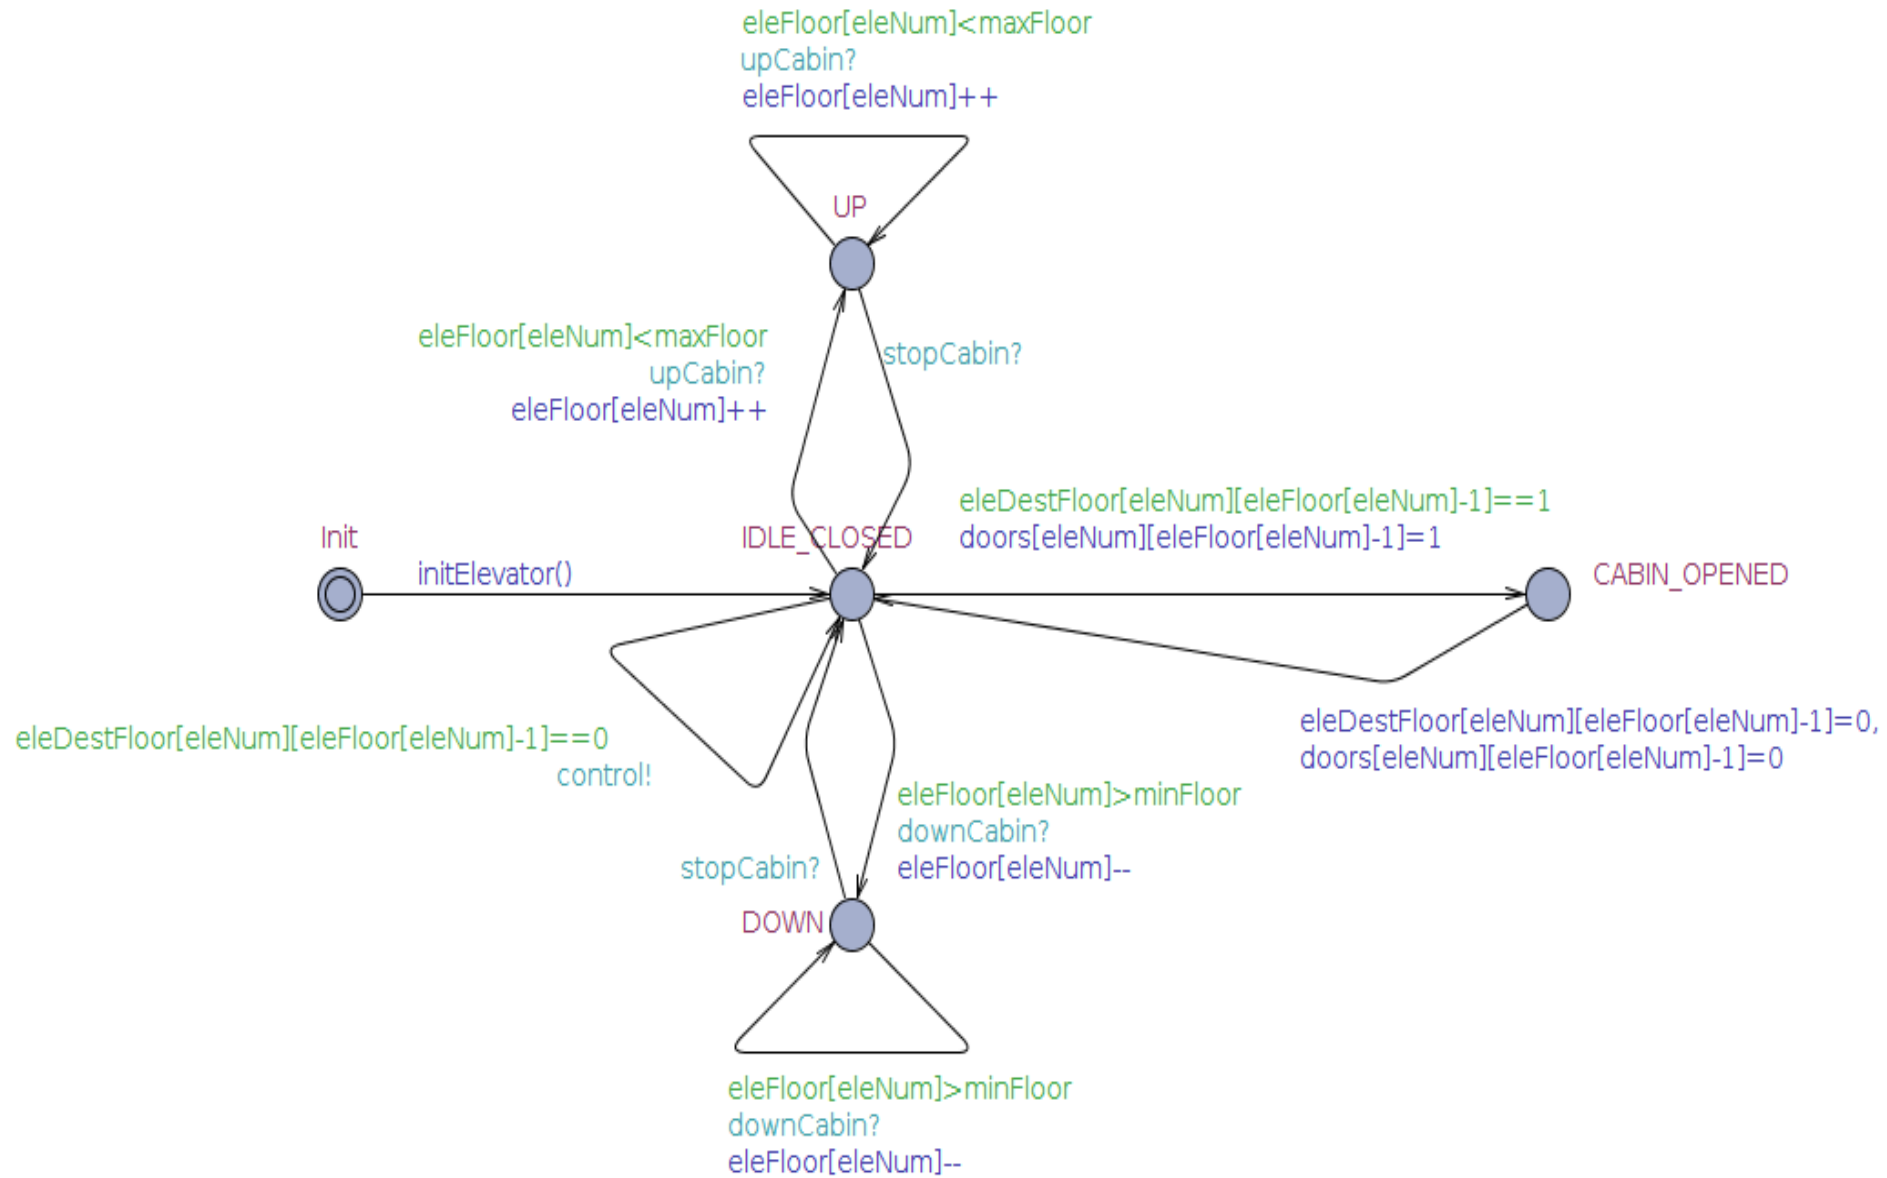 eleFloor[eleNum]<maxFloor
upCabin?
eleFloor[eleNum]++
UP
eleFloor[eleNum]<maxFloor
upCabin?
eleFloor[eleNum]++
stopCabin?
eleDestFloor[eleNum][eleFloor[eleNum]-1]==1
doors[eleNum][eleFloor[eleNum]-1]=1
Init
IDLE_CLOSED
initElevator()
CABIN_OPENED
eleDestFloor[eleNum][eleFloor[eleNum]-1]=0,
doors[eleNum][eleFloor[eleNum]-1]=0
eleDestFloor[eleNum][eleFloor[eleNum]-1]==0
control!
eleFloor[eleNum]>minFloor
downCabin?
eleFloor[eleNum]--
stopCabin?
DOWN
eleFloor[eleNum]>minFloor
downCabin?
eleFloor[eleNum]--